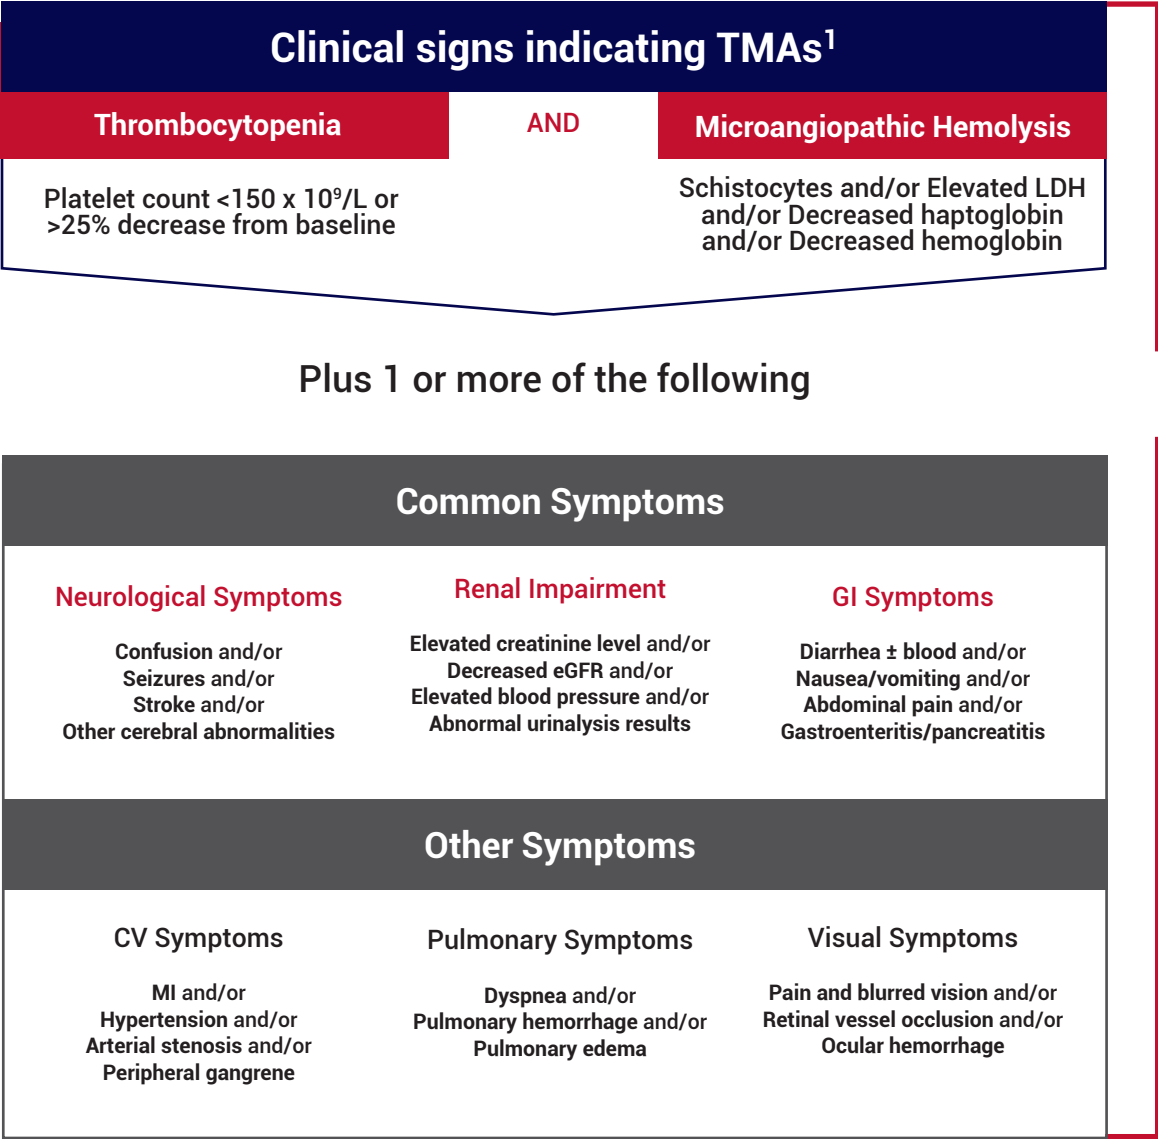 Clinical signs indicating TMAs¹
Thrombocytopenia
AND
Microangiopathic Hemolysis
Platelet count <150 x 10⁹/L or
>25% decrease from baseline
Schistocytes and/or Elevated LDH
and/or Decreased haptoglobin
and/or Decreased hemoglobin
Plus 1 or more of the following
Common Symptoms
Neurological Symptoms
Confusion and/or
Seizures and/or
Stroke and/or
Other cerebral abnormalities
Renal Impairment
Elevated creatinine level and/or
Decreased eGFR and/or
Elevated blood pressure and/or
Abnormal urinalysis results
GI Symptoms
Diarrhea ± blood and/or
Nausea/vomiting and/or
Abdominal pain and/or
Gastroenteritis/pancreatitis
Other Symptoms
CV Symptoms
MI and/or
Hypertension and/or
Arterial stenosis and/or
Peripheral gangrene
Pulmonary Symptoms
Dyspnea and/or
Pulmonary hemorrhage and/or
Pulmonary edema
Visual Symptoms
Pain and blurred vision and/or
Retinal vessel occlusion and/or
Ocular hemorrhage